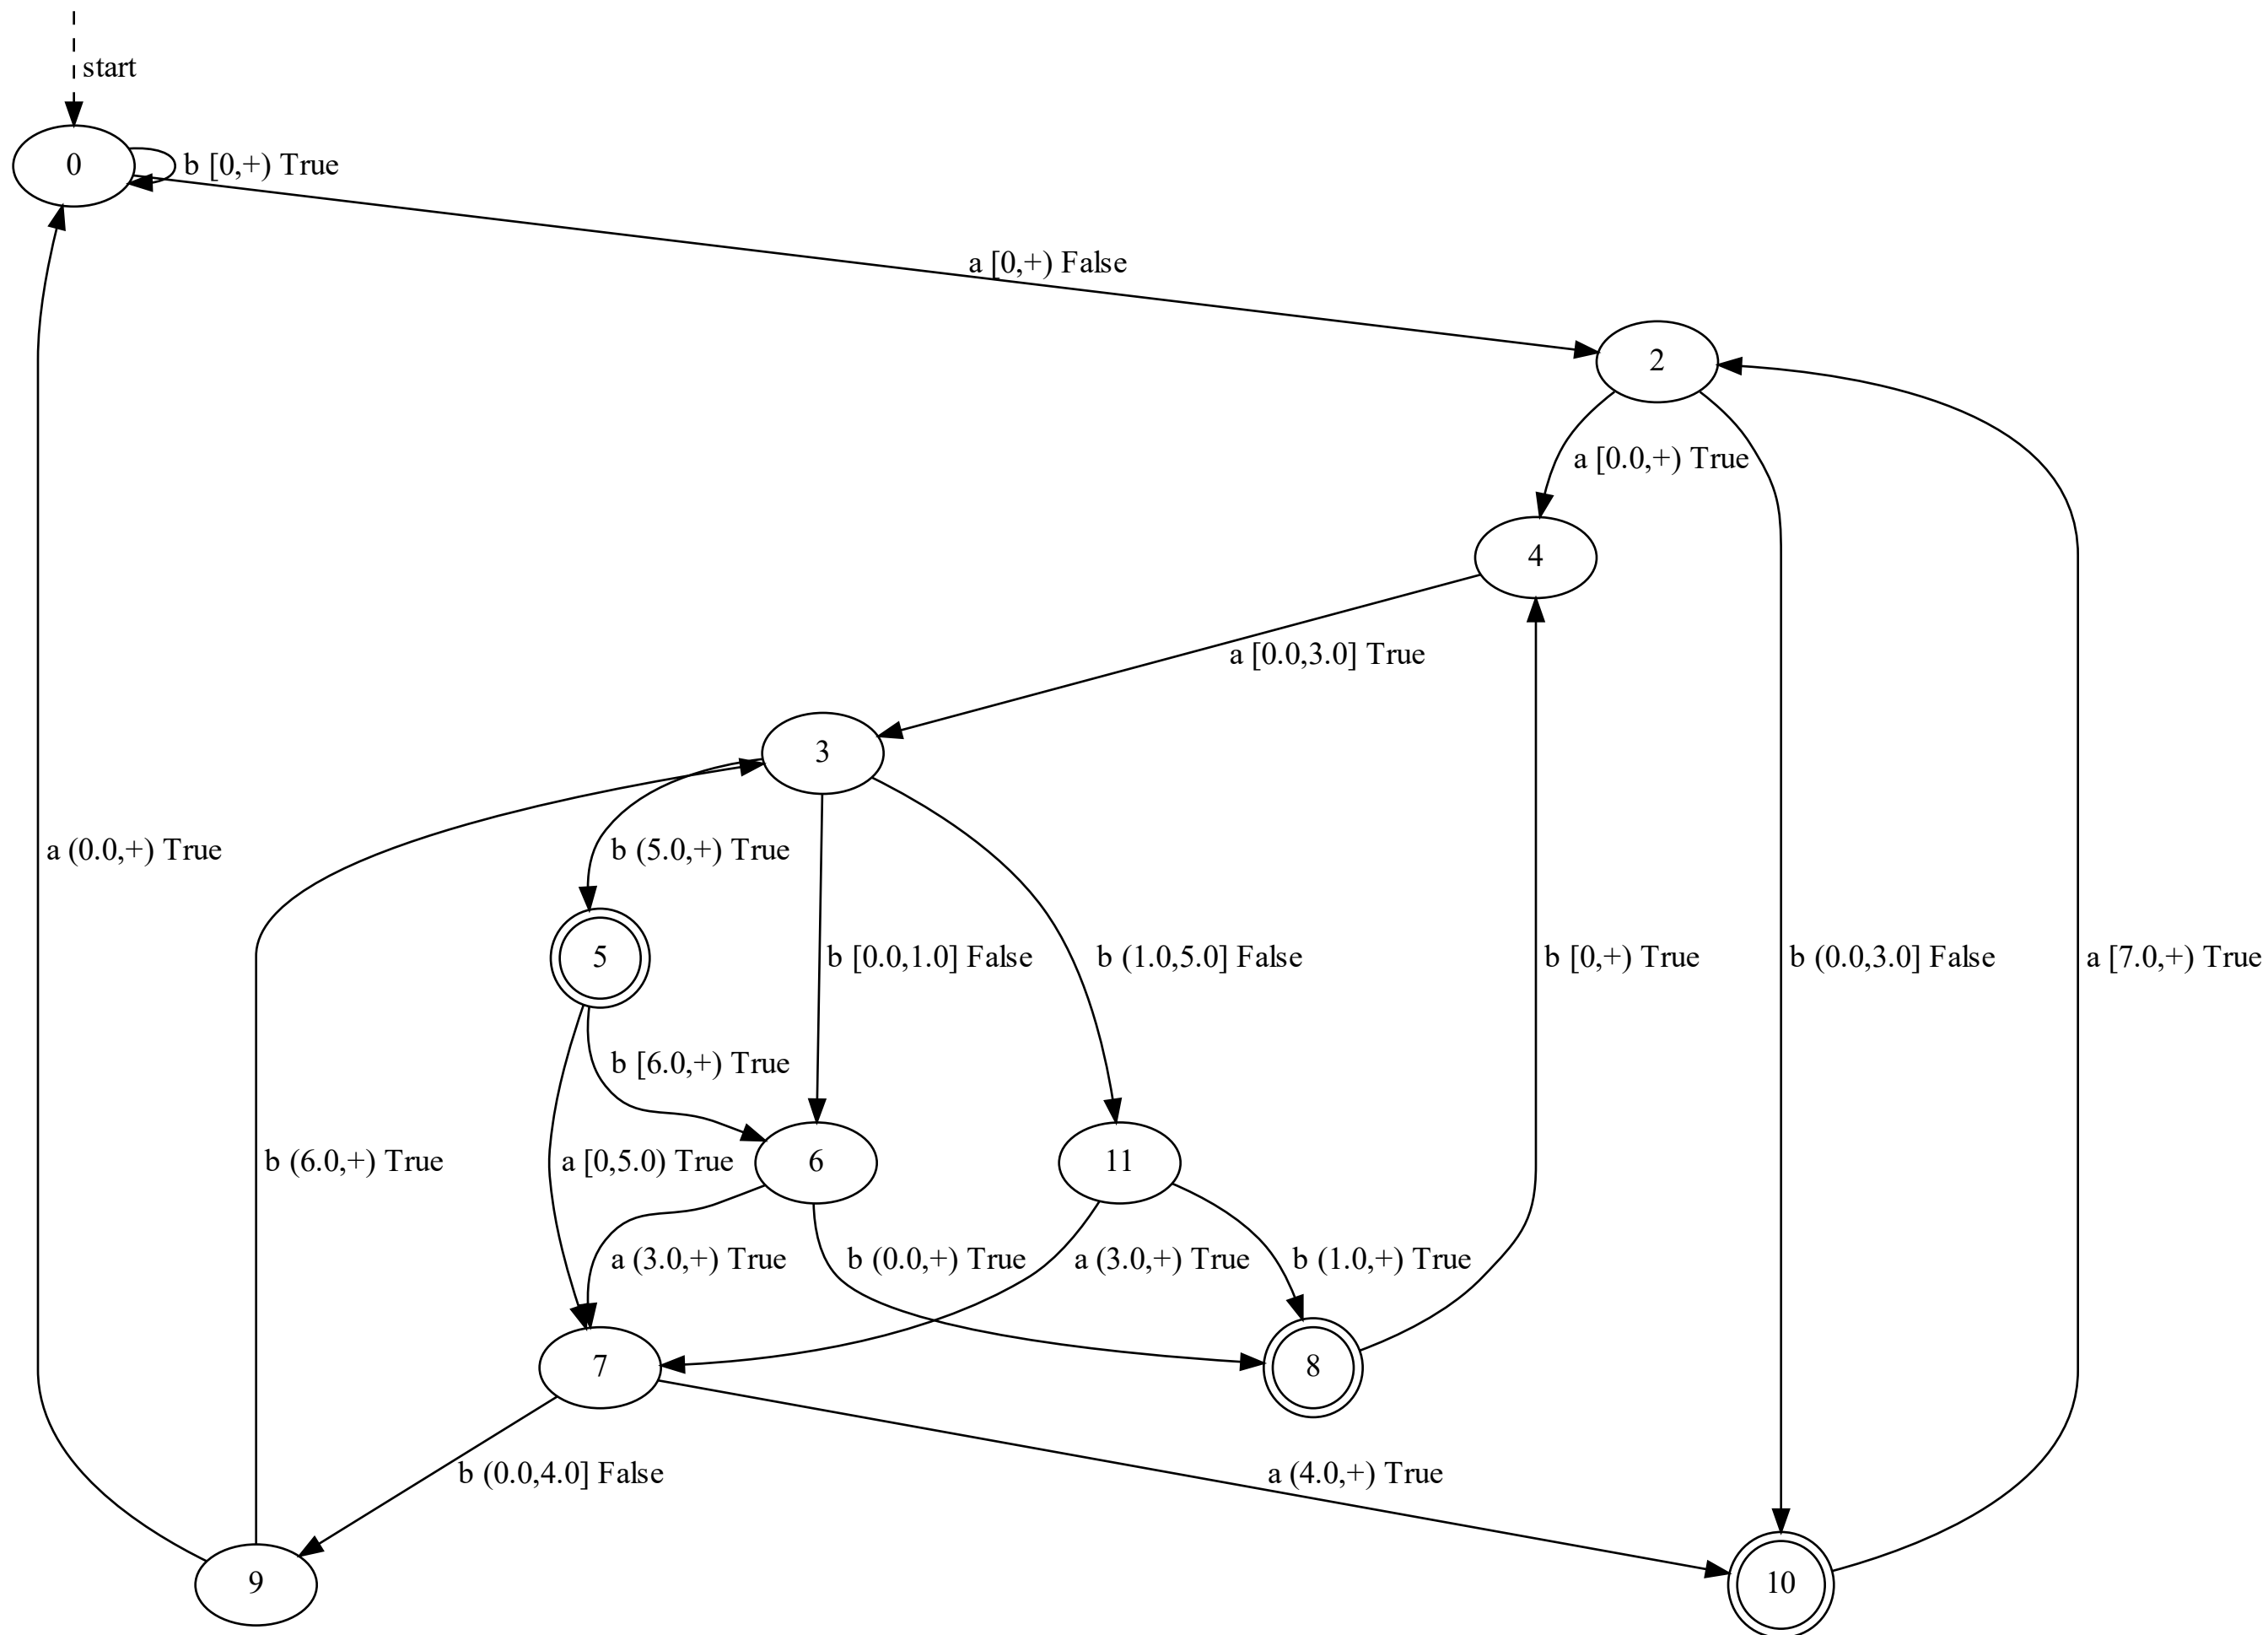 start
0
b [0,+) True
a [0,+) False
2
a [0.0,+) True
4
a [0.0,3.0] True
3
a (0.0,+) True
b (5.0,+) True
5
b [0.0,1.0] False
b (1.0,5.0] False
b [0,+) True
b (0.0,3.0] False
a [7.0,+) True
b [6.0,+) True
b (6.0,+) True
a [0,5.0) True
6
11
a (3.0,+) True
b (0.0,+) True
a (3.0,+) True
b (1.0,+) True
7
8
b (0.0,4.0] False
a (4.0,+) True
9
10